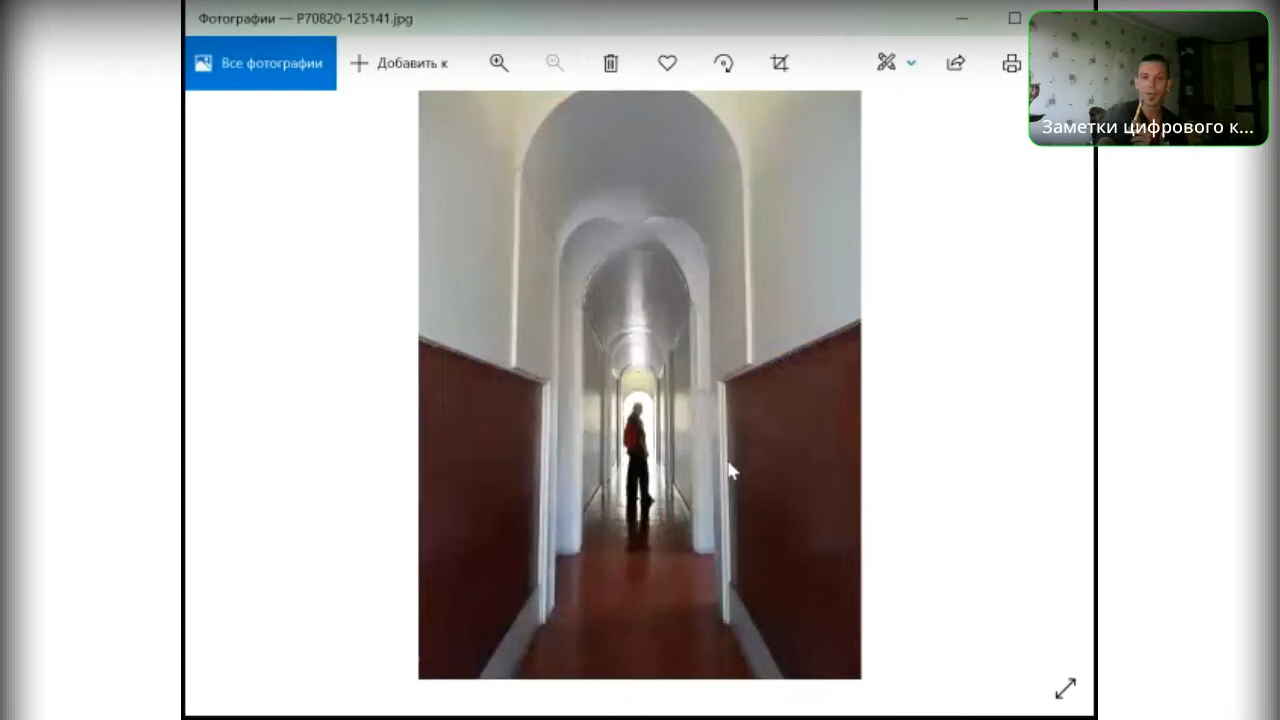 Фотографии — P70820-125141.jpg
Все фотографии
Добавить к
Заметки цифрового к...